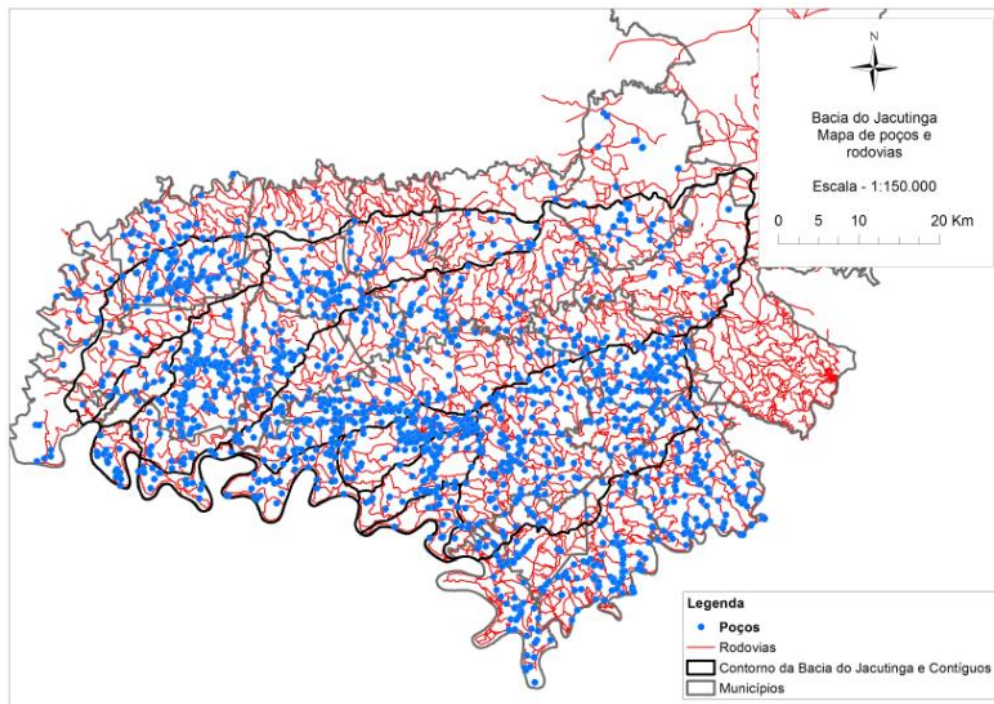 N
Bacia do Jacutinga
Mapa de poços e
rodovias
Escala - 1:150.000
0 5 10 20 Km
Legenda
Poços
Rodovias
Contorno da Bacia do Jacutinga e Contíguos
Municípios